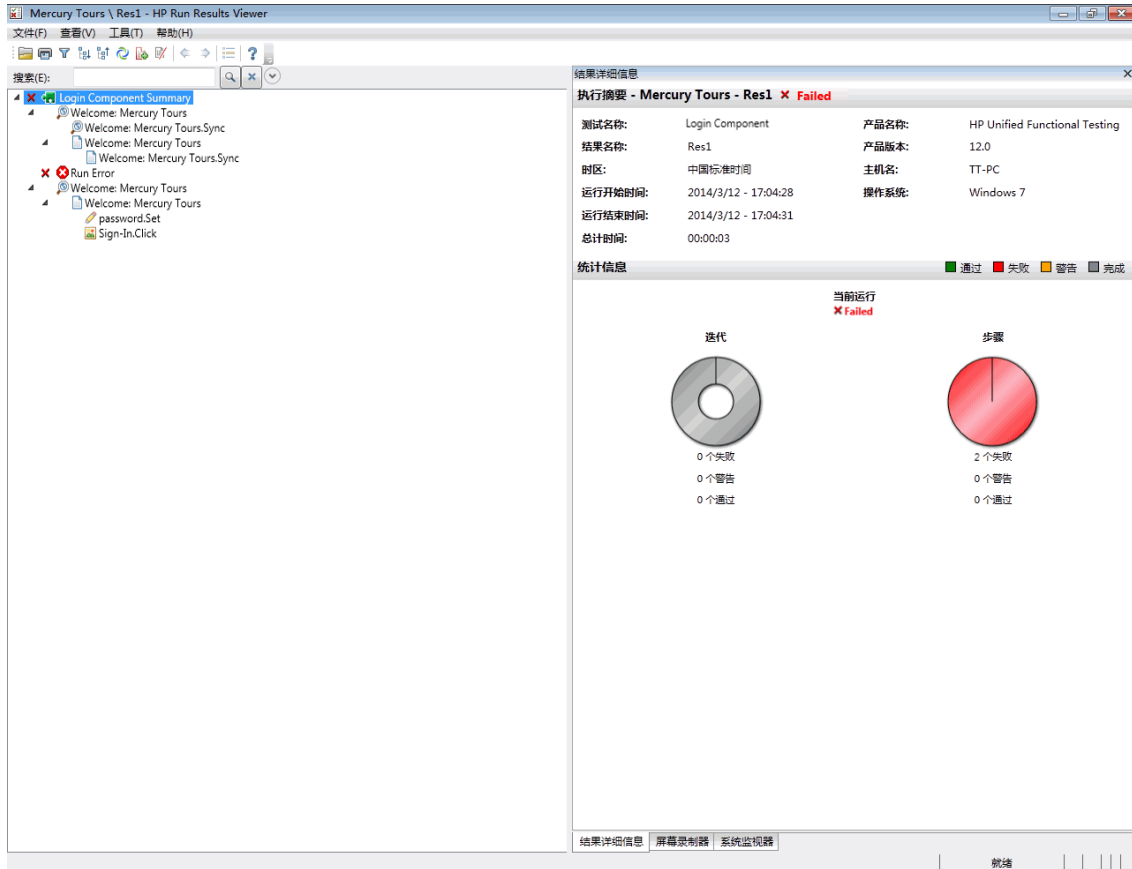 Mercury Tours \ Res1 - HP Run Results Viewer
文件(F) 查看(V) 工具(T) 帮助(H)
搜索(E):
Login Component Summary
Welcome: Mercury Tours
Welcome: Mercury Tours.Sync
Welcome: Mercury Tours
Welcome: Mercury Tours.Sync
Run Error
Welcome: Mercury Tours
Welcome: Mercury Tours
password.Set
Sign-In.Click
结果详细信息
执行摘要 - Mercury Tours - Res1 Failed
测试名称: Login Component 产品名称: HP Unified Functional Testing
结果名称: Res1 产品版本: 12.0
时区: 中国标准时间 主机名: TT-PC
运行开始时间: 2014/3/12 - 17:04:28 操作系统: Windows 7
运行结束时间: 2014/3/12 - 17:04:31
总计时间: 00:00:03
统计信息 通过 失败 警告 完成
当前运行
Failed
迭代 步骤
0 个失败 2 个失败
0 个警告 0 个警告
0 个通过 0 个通过
结果详细信息 屏幕录制器 系统监视器
就绪